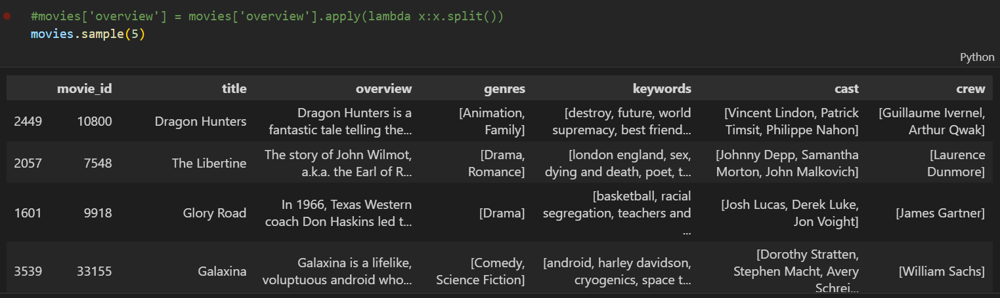 #movies['overview'] = movies['overview'].apply(lambda x:x.split())
movies.sample(5)
Python
movie_id title overview genres keywords cast crew
2449 10800 Dragon Hunters Dragon Hunters is a fantastic tale telling the... [Animation, Family] [destroy, future, world supremacy, best friend... [Vincent Lindon, Patrick Timsit, Philippe Nahon] [Guillaume Ivernel, Arthur Qwak]
2057 7548 The Libertine The story of John Wilmot, a.k.a. the Earl of R... [Drama, Romance] [london england, sex, dying and death, poet, t... [Johnny Depp, Samantha Morton, John Malkovich] [Laurence Dunmore]
1601 9918 Glory Road In 1966, Texas Western coach Don Haskins led t... [Drama] [basketball, racial segregation, teachers and ... [Josh Lucas, Derek Luke, Jon Voight] [James Gartner]
3539 33155 Galaxina Galaxina is a lifelike, voluptuous android who... [Comedy, Science Fiction] [android, harley davidson, cryogenics, space t... [Dorothy Stratten, Stephen Macht, Avery Schrei... [William Sachs]